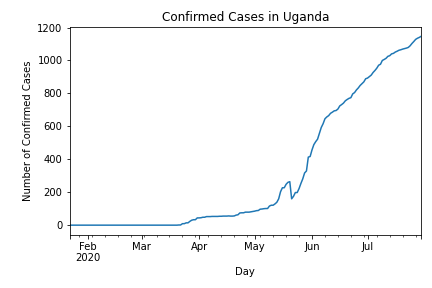 Confirmed Cases in Uganda
1200
1000
800
600
400
200
0
Number of Confirmed Cases
Feb Mar Apr May Jun Jul
2020
Day